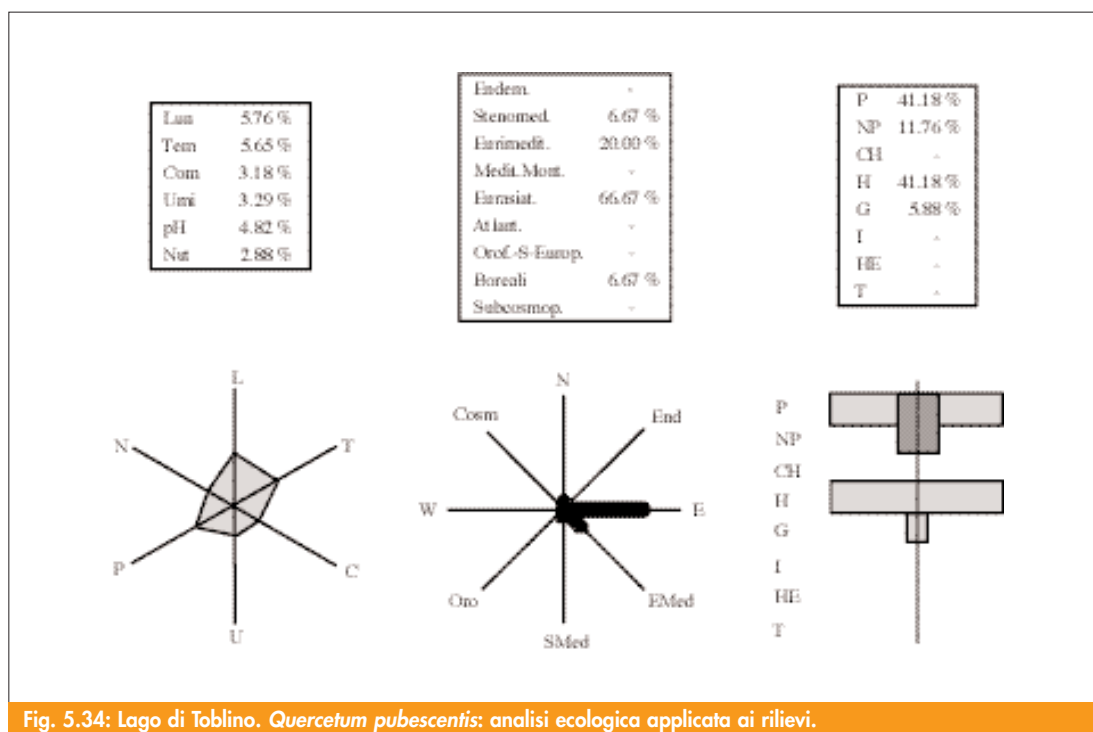 Lun 5.76 %
Tem 5.65 %
Com 3.18 %
Umi 3.29 %
pH 4.82 %
Nut 2.88 %
Endem. -
Stenomed. 6.67 %
Eurimedit. 20.00 %
Medit. Mont. -
Eurasiat. 66.67 %
Atlant. -
Orof.-S-Europ. -
Boreali 6.67 %
Subcosmop. -
P 41.18 %
NP 11.76 %
CH -
H 41.18 %
G 5.88 %
I -
HE -
T -
L
N
T
P
C
U
N
Cosm
End
W
E
Oro
EMed
SMed
P
NP
CH
H
G
I
HE
T
Fig. 5.34: Lago di Toblino. Quercetum pubescentis: analisi ecologica applicata ai rilievi.